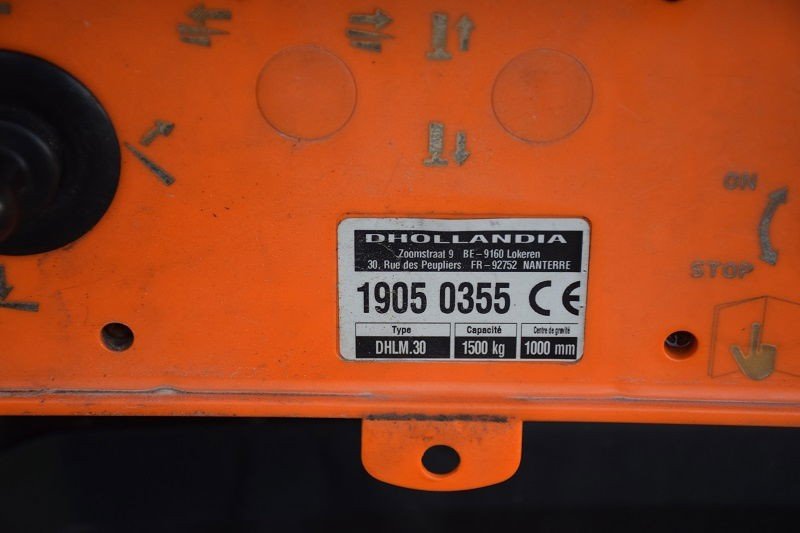 ON
STOP
DHOLLANDIA
Zoomstraat 9 BE-9160 Lokeren
30, Rue des Peupliers FR-92752 NANTERRE
1905 0355 CE
Type Capacité Centre de gravité
DHLM.30 1500 kg 1000 mm